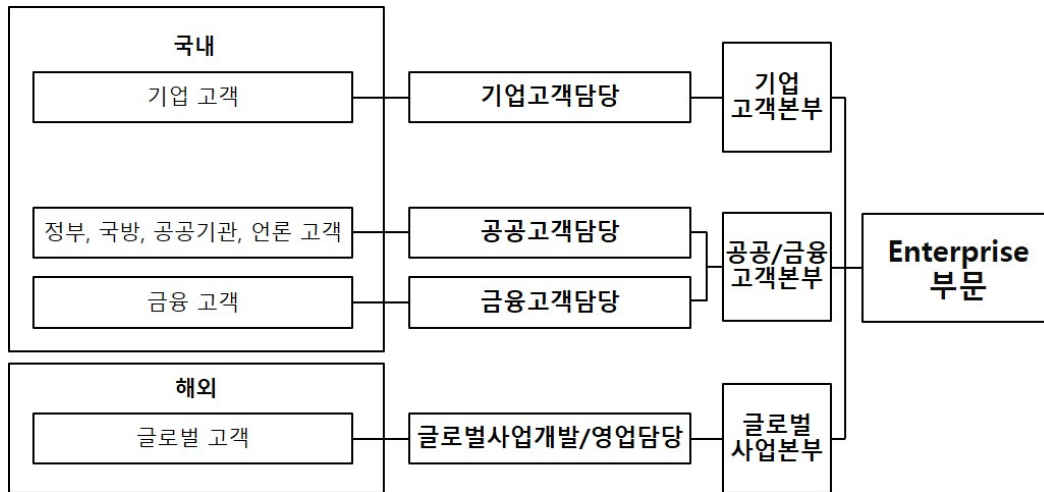 국내
기업 고객
기업고객담당
기업
고객본부
정부, 국방, 공공기관, 언론 고객
공공고객담당
금융 고객
금융고객담당
공공/금융
고객본부
Enterprise
부문
해외
글로벌 고객
글로벌사업개발/영업담당
글로벌
사업본부